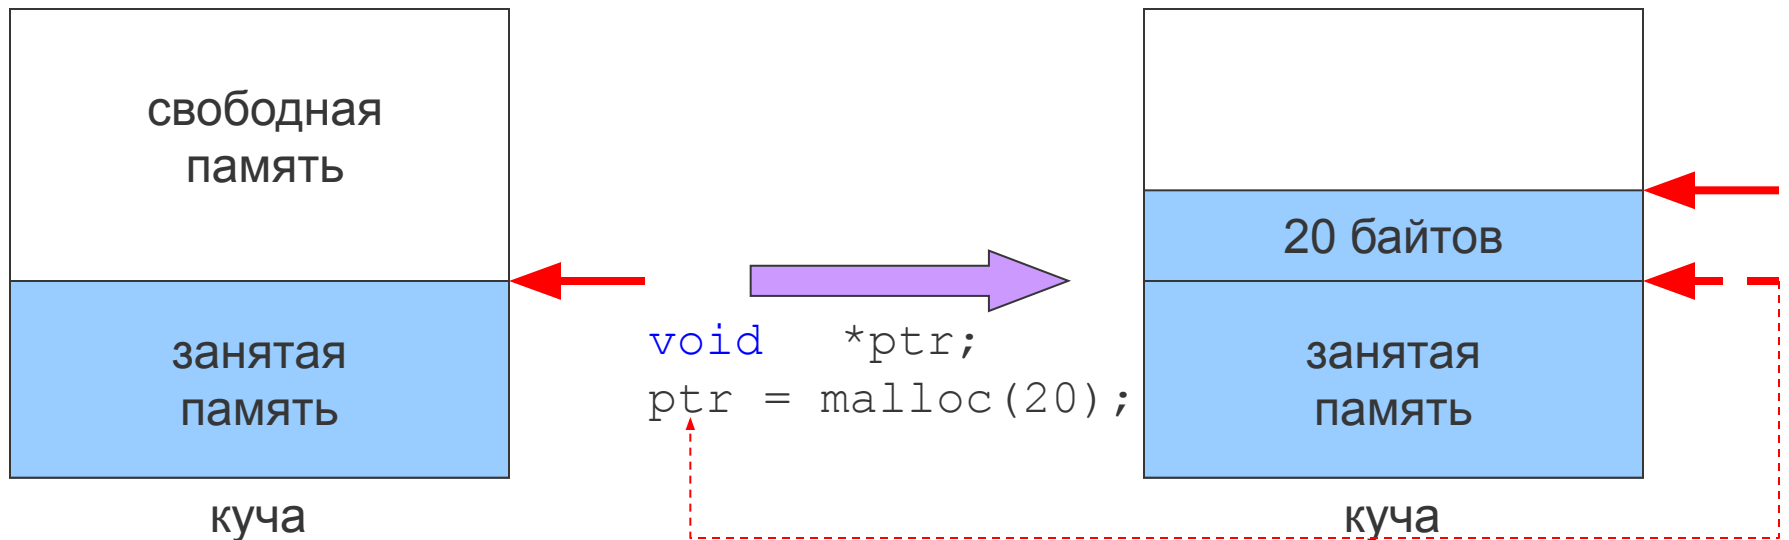 свободная
память
занятая
память
куча
void *ptr;
ptr = malloc(20);
20 байтов
занятая
память
куча